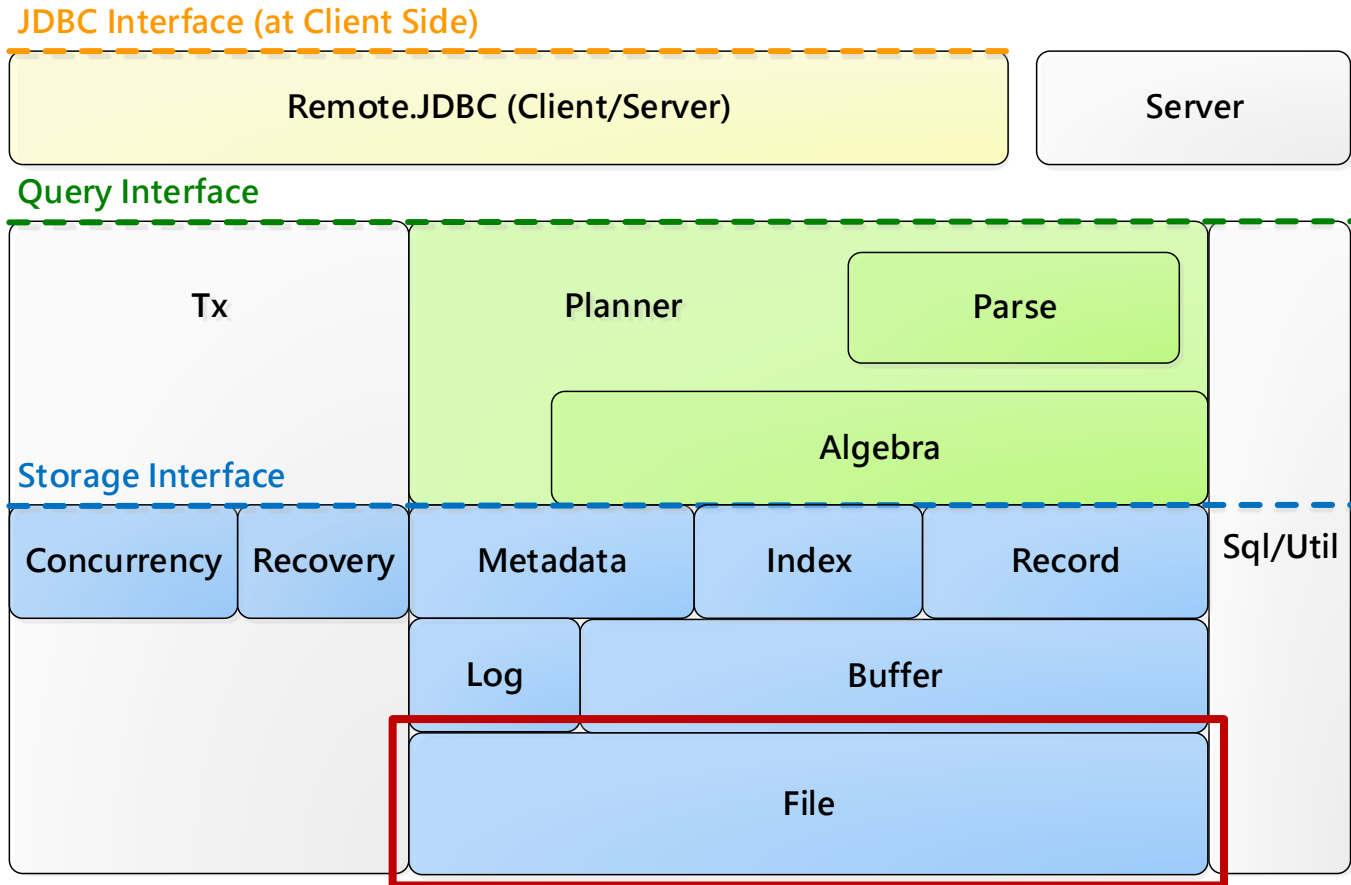 JDBC Interface (at Client Side)
Remote.JDBC (Client/Server)
Server
Query Interface
Tx
Planner
Parse
Algebra
Storage Interface
Concurrency
Recovery
Metadata
Index
Record
Sql/Util
Log
Buffer
File